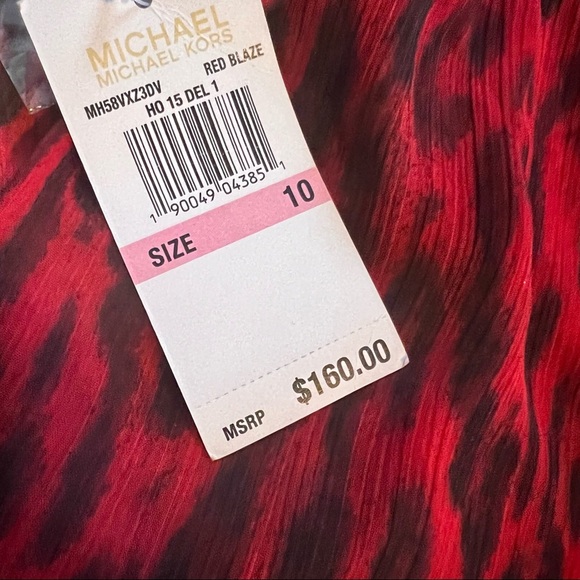 MICHAEL
MICHAEL KORS
MH58VXZ3DV RED BLAZE
HO 15 DEL 1
1 90049 04385 1
SIZE 10
MSRP $160.00